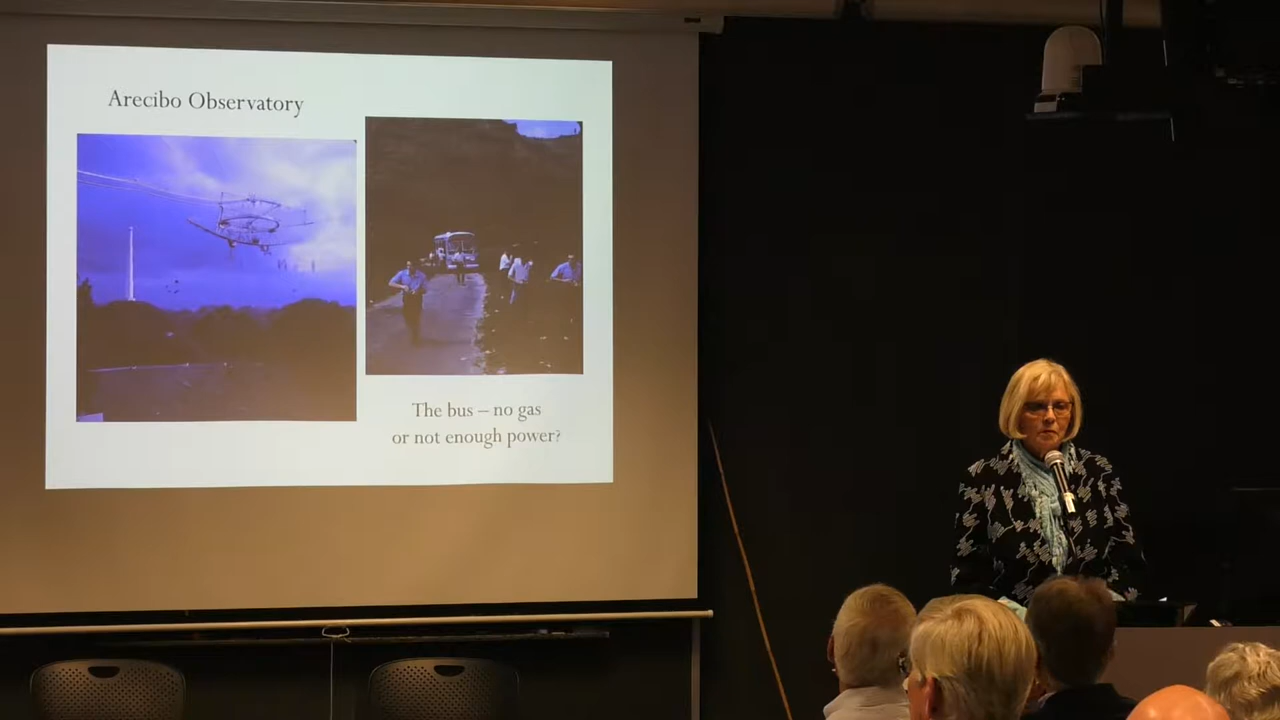 Arecibo Observatory
The bus – no gas
or not enough power?